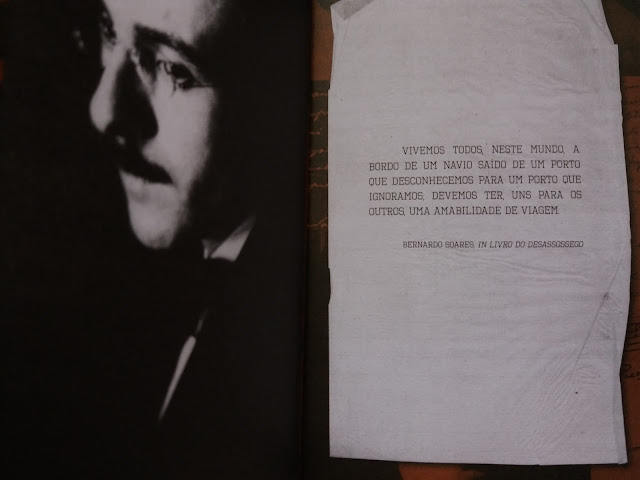 VIVEMOS TODOS, NESTE MUNDO, A
BORDO DE UM NAVIO SAÍDO DE UM PORTO
QUE DESCONHECEMOS PARA UM PORTO QUE
IGNORAMOS; DEVEMOS TER, UNS PARA OS
OUTROS, UMA AMABILIDADE DE VIAGEM.
BERNARDO SOARES, IN LIVRO DO DESASSOSSEGO